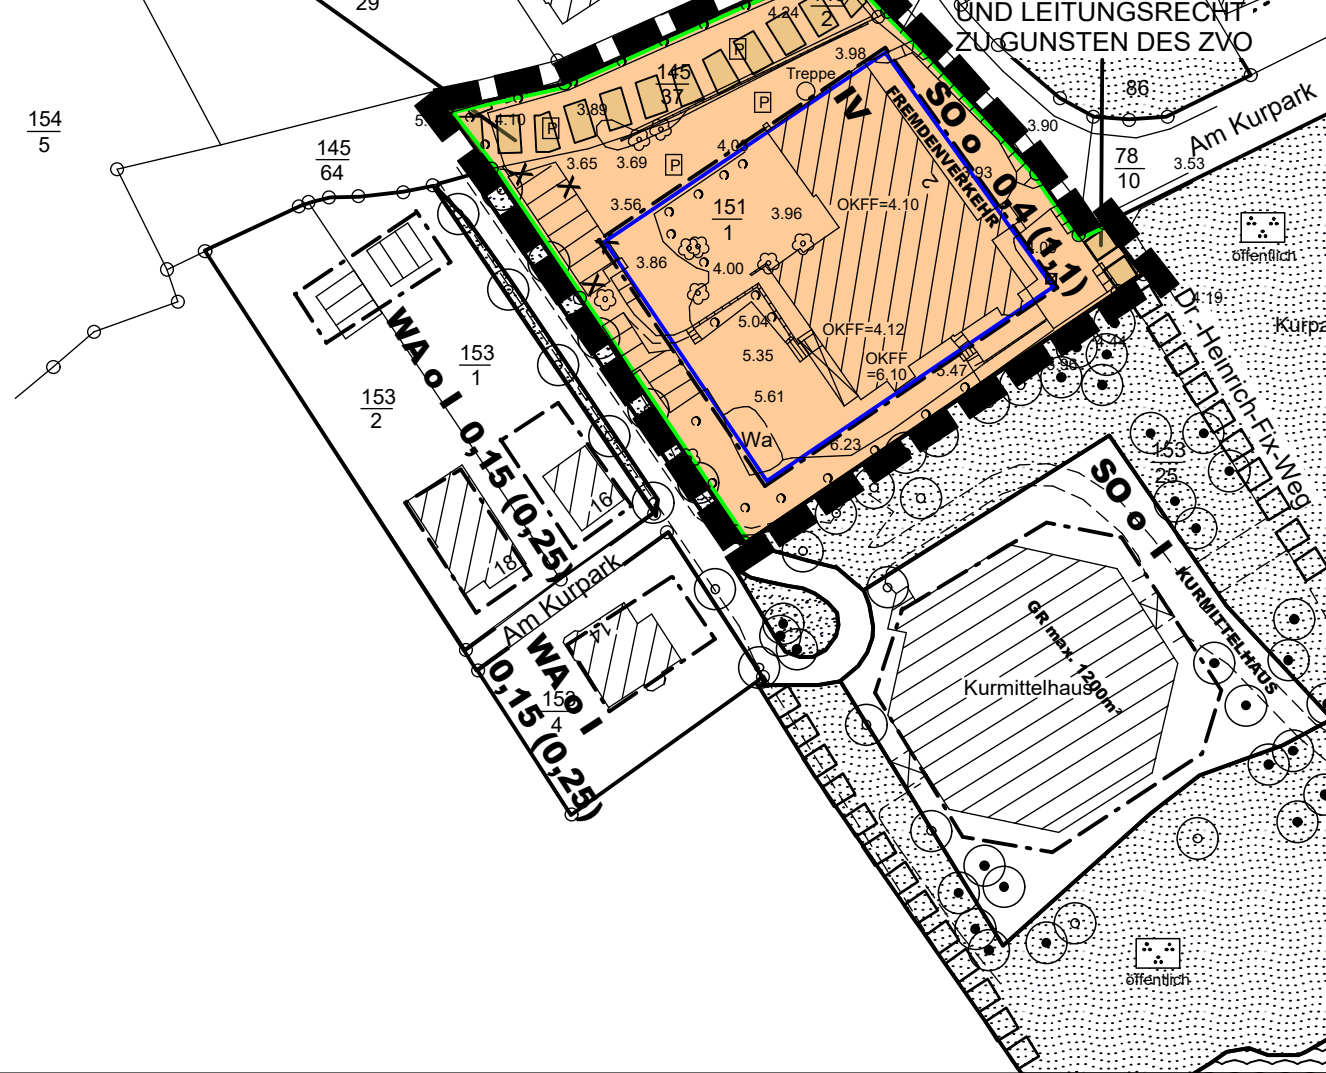 29
UND LEITUNGSRECHT
ZU GUNSTEN DES ZVO
4.24
2
3.98
Treppe
145
37
P
P
P
P
3.89
4.10
86
Am Kurpark
3.90
78
10
3.53
154
5
145
64
3.65
3.69
IV
SO o 0,4 (1,1)
FREMDENVERKEHR
2
3.56
151
1
3.96
OKFF=4.10
3.86
4.00
öffentlich
4.19
Dr.-Heinrich-Fix-Weg
5.04
OKFF=4.12
5.35
OKFF
=6.10
5.47
5.61
Wa
6.23
WA o I 0,15 (0,25)
153
1
153
2
16
18
153
25
SO o I
KURMITTELHAUS
GR max. 1200m²
Kurmittelhaus
Am Kurpark
14
WA o I
0,15 (0,25)
153
4
öffentlich